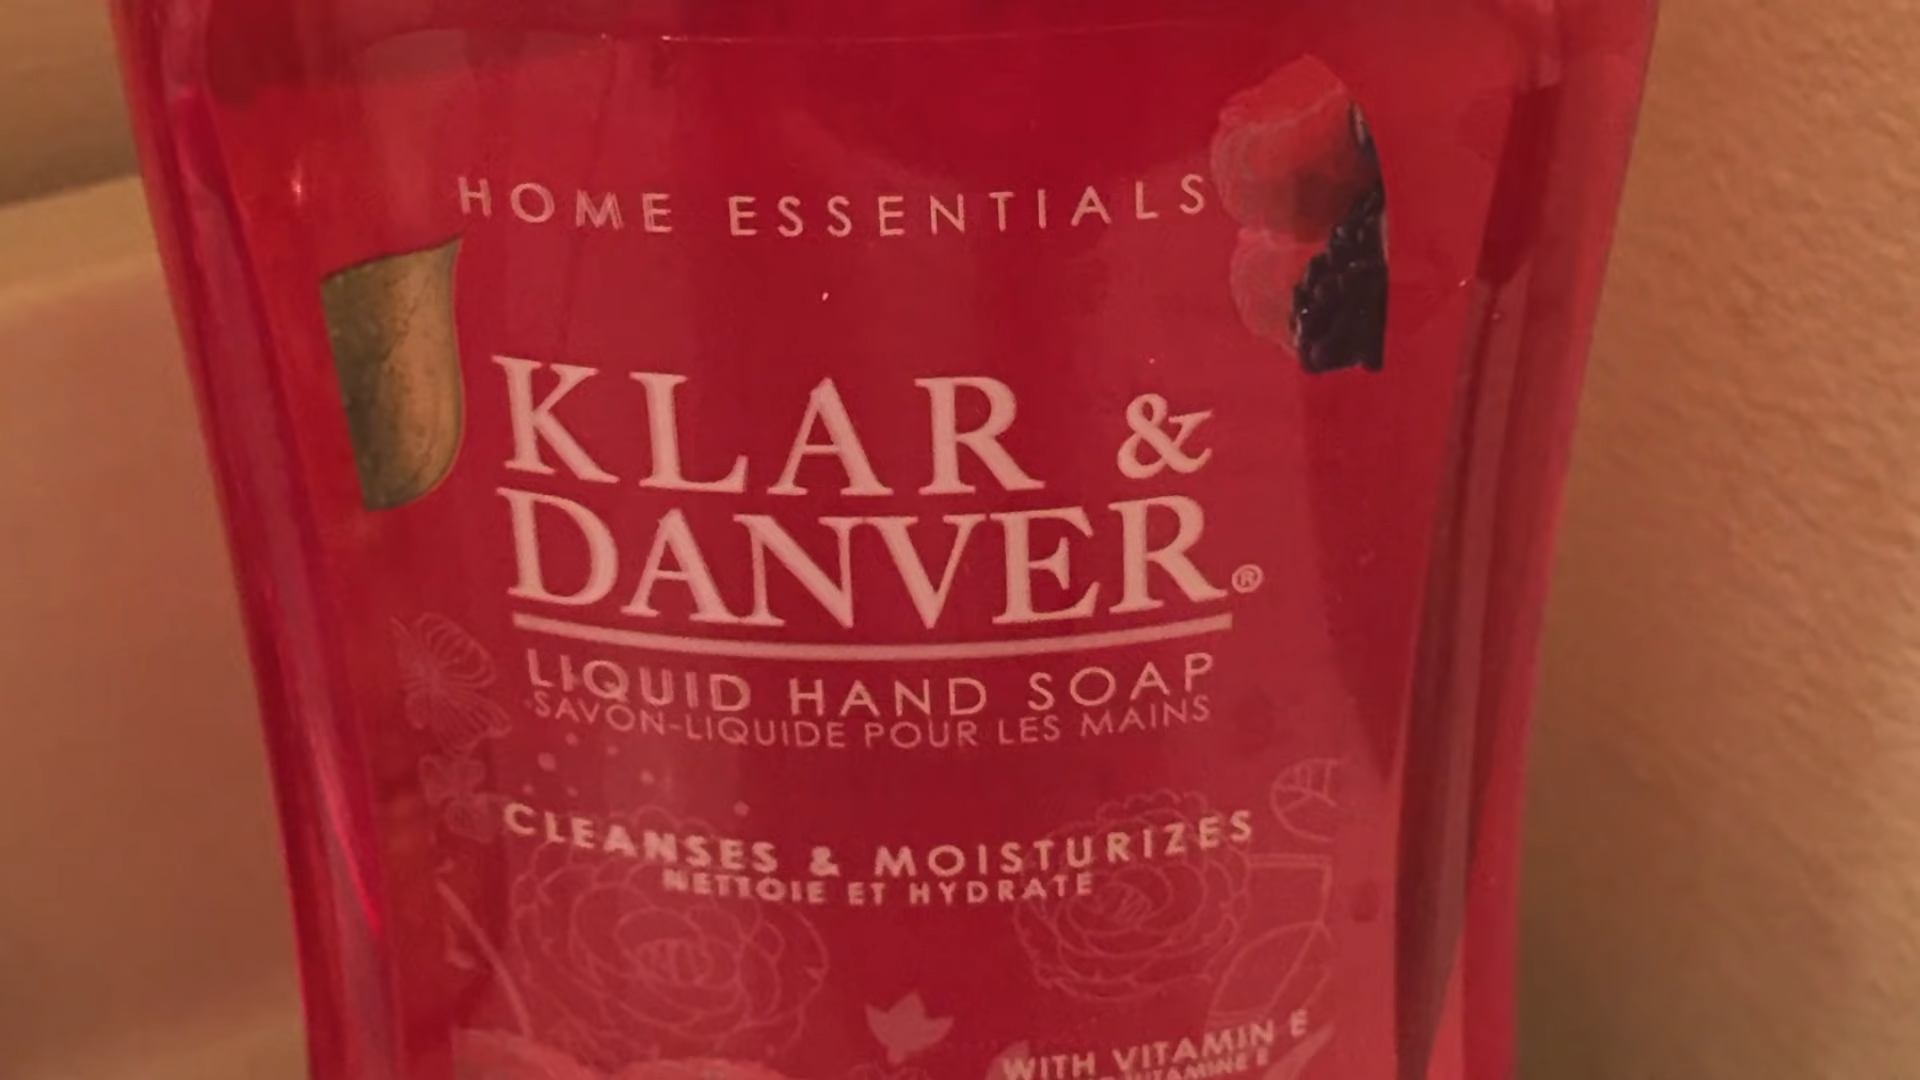 HOME ESSENTIALS
KLAR &
DANVER®
LIQUID HAND SOAP
SAVON-LIQUIDE POUR LES MAINS
CLEANSES & MOISTURIZES
NETTOIE ET HYDRATE
WITH VITAMIN E
VITAMINE E